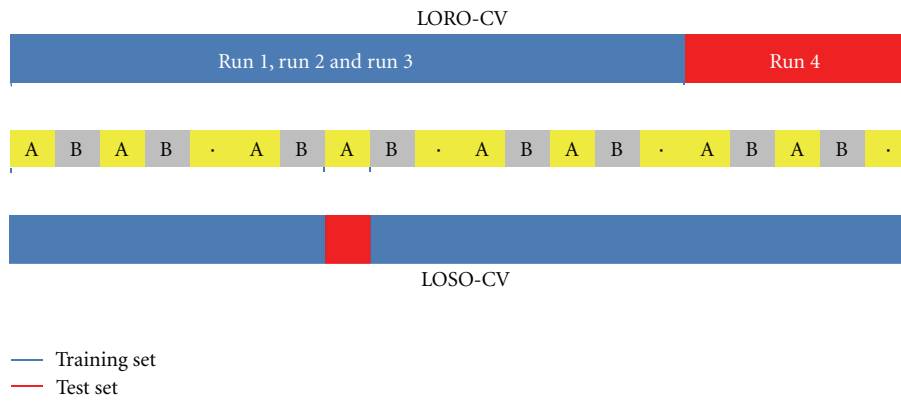 LORO-CV
Run 1, run 2 and run 3 Run 4
A B A B · A B A B · A B A B · A B A B ·
LOSO-CV
Training set
Test set